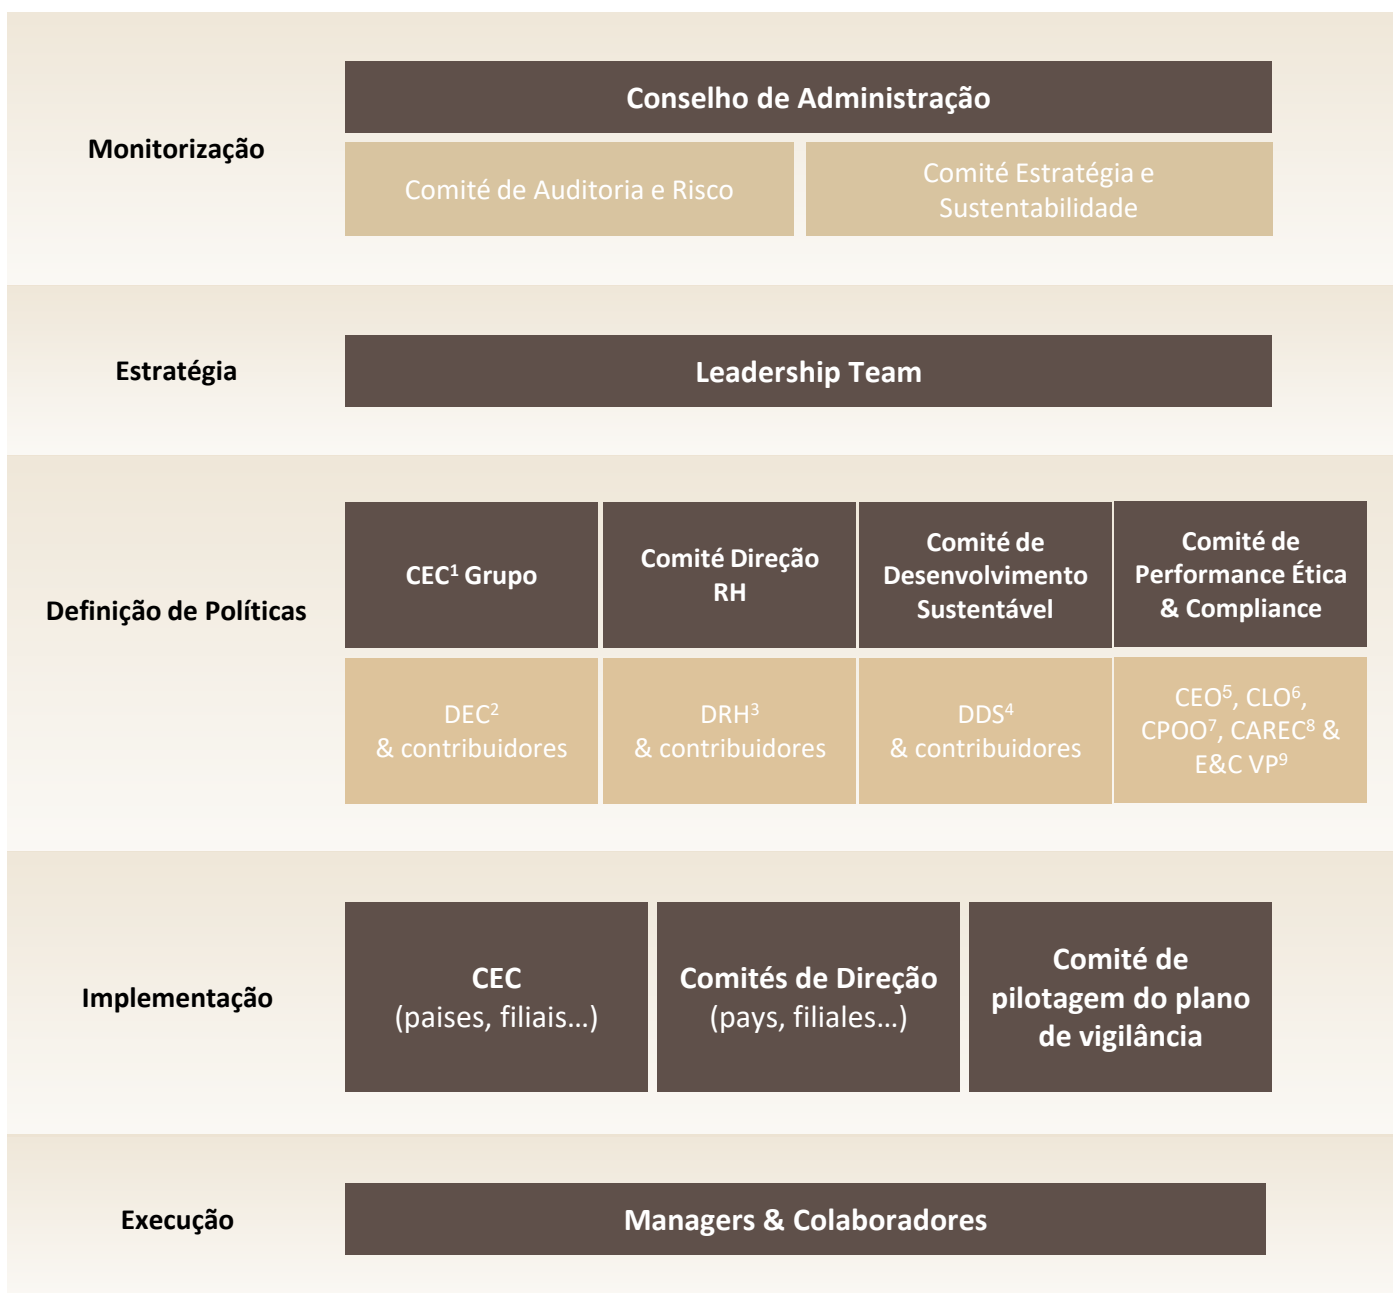 Monitorização
Conselho de Administração
Comité de Auditoria e Risco
Comité Estratégia e
Sustentabilidade
Estratégia
Leadership Team
Definição de Políticas
CEC¹ Grupo
Comité Direção
RH
Comité de
Desenvolvimento
Sustentável
Comité de
Performance Ética
& Compliance
DEC²
& contribuidores
DRH³
& contribuidores
DDS⁴
& contribuidores
CEO⁵, CLO⁶,
CPOO⁷, CAREC⁸ &
E&C VP⁹
Implementação
CEC
(paises, filiais...)
Comités de Direção
(pays, filiales...)
Comité de
pilotagem do plano
de vigilância
Execução
Managers & Colaboradores